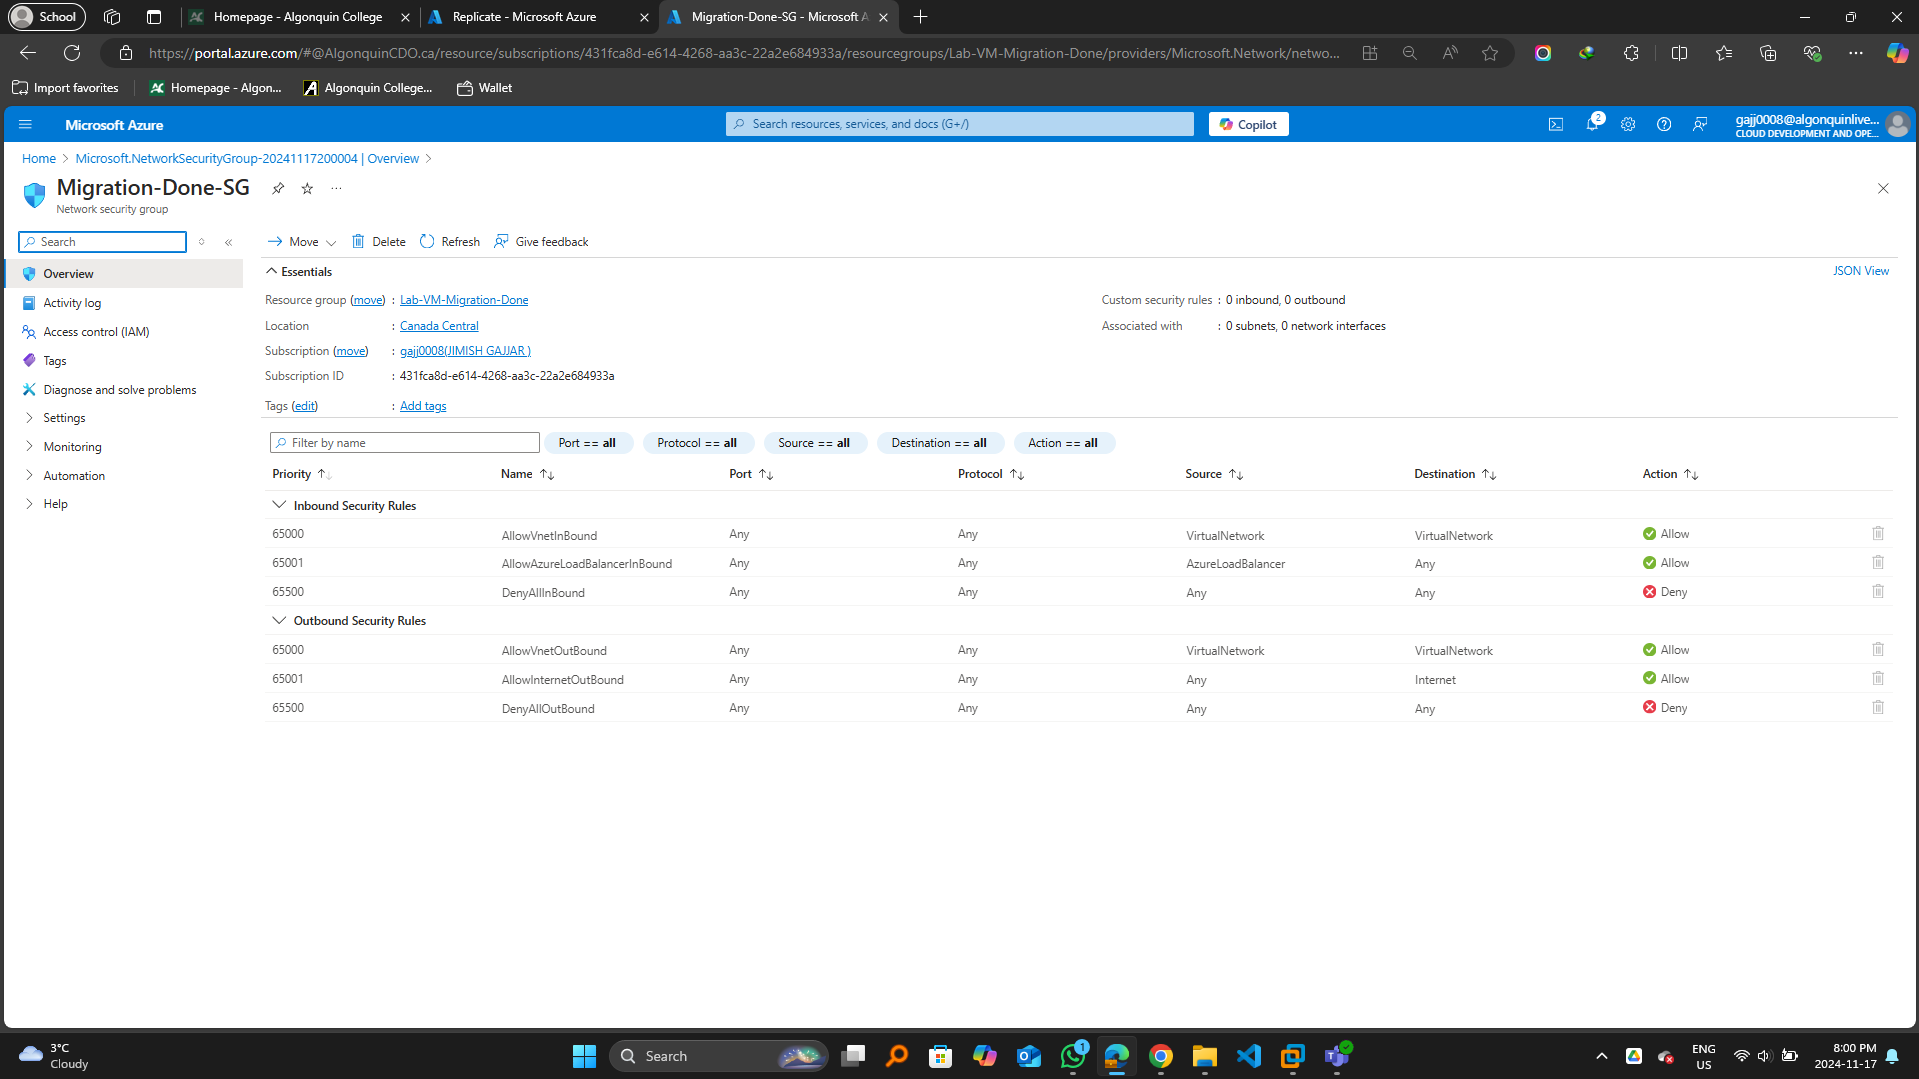 School
Homepage - Algonquin College
Replicate - Microsoft Azure
Migration-Done-SG - Microsoft A
https://portal.azure.com/#@AlgonquinCDO.ca/resource/subscriptions/431fca8d-e614-4268-aa3c-22a2e684933a/resourcegroups/Lab-VM-Migration-Done/providers/Microsoft.Network/netwo...
Import favorites
Homepage - Algon...
Algonquin College...
Wallet
Microsoft Azure
Search resources, services, and docs (G+/)
Copilot
2
gajj0008@algonquinlive...
CLOUD DEVELOPMENT AND OPE...
Home > Microsoft.NetworkSecurityGroup-20241117200004 | Overview >
Migration-Done-SG
Network security group
Search
Move
Delete
Refresh
Give feedback
Overview
Activity log
Access control (IAM)
Tags
Diagnose and solve problems
Settings
Monitoring
Automation
Help
Essentials
JSON View
Resource group (move) : Lab-VM-Migration-Done
Location : Canada Central
Subscription (move) : gajj0008(JIMISH GAJJAR )
Subscription ID : 431fca8d-e614-4268-aa3c-22a2e684933a
Tags (edit) : Add tags
Custom security rules : 0 inbound, 0 outbound
Associated with : 0 subnets, 0 network interfaces
Filter by name
Port == all
Protocol == all
Source == all
Destination == all
Action == all
Priority Name Port Protocol Source Destination Action
Inbound Security Rules
65000 AllowVnetInBound Any Any VirtualNetwork VirtualNetwork Allow
65001 AllowAzureLoadBalancerInBound Any Any AzureLoadBalancer Any Allow
65500 DenyAllInBound Any Any Any Any Deny
Outbound Security Rules
65000 AllowVnetOutBound Any Any VirtualNetwork VirtualNetwork Allow
65001 AllowInternetOutBound Any Any Any Internet Allow
65500 DenyAllOutBound Any Any Any Any Deny
3°C
Cloudy
Search
1
ENG
US
8:00 PM
2024-11-17